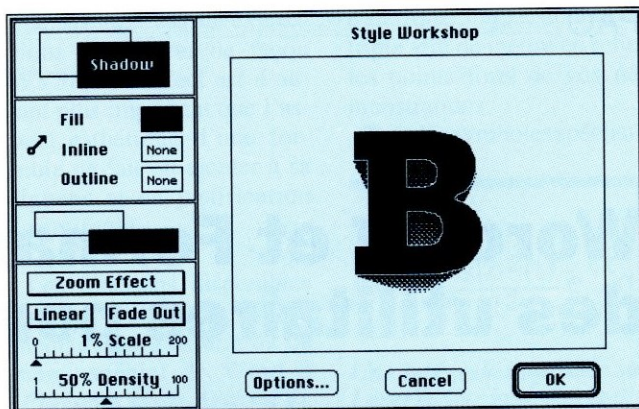 Style Workshop
Shadow
Fill
Inline None
Outline None
Zoom Effect
Linear Fade Out
0 1% Scale 200
1 50% Density 100
B
Options... Cancel OK